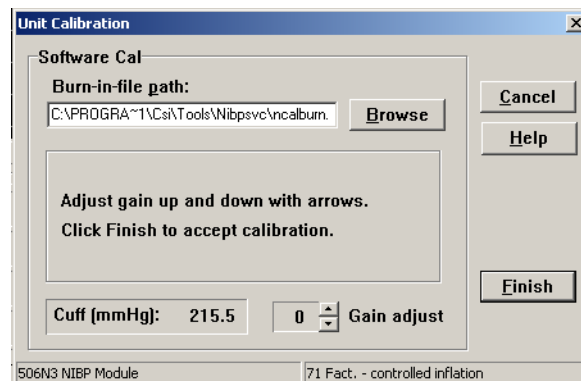 Unit Calibration
Software Cal
Burn-in-file path:
C:\PROGRA~1\Csi\Tools\Nibpsvc\ncalburn.
Browse
Cancel
Help
Adjust gain up and down with arrows.
Click Finish to accept calibration.
Finish
Cuff (mmHg): 215.5
0 Gain adjust
506N3 NIBP Module
71 Fact. - controlled inflation